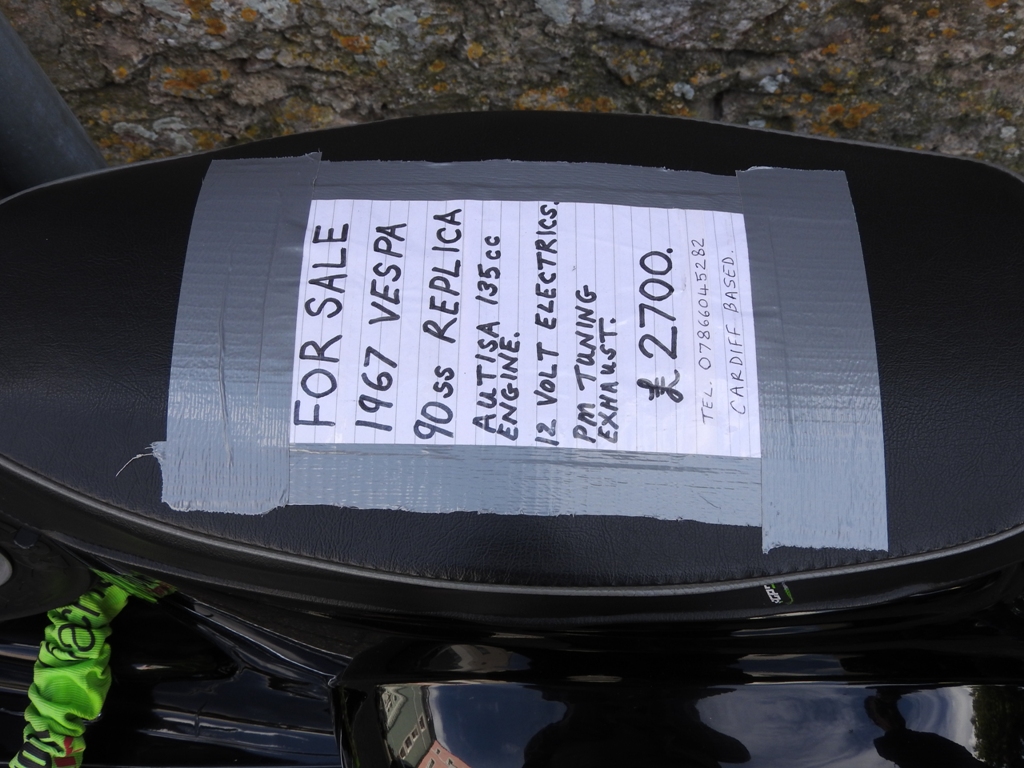 FOR SALE
1967 VESPA
90ss REPLICA
AUTISA 135cc
ENGINE.
12 VOLT ELECTRICS.
PM TUNING
EXHAUST.
£2700.
TEL. 07866045282
CARDIFF BASED.